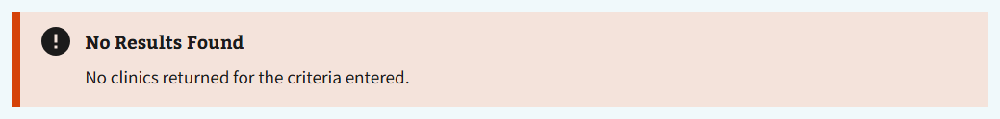 No Results Found
No clinics returned for the criteria entered.